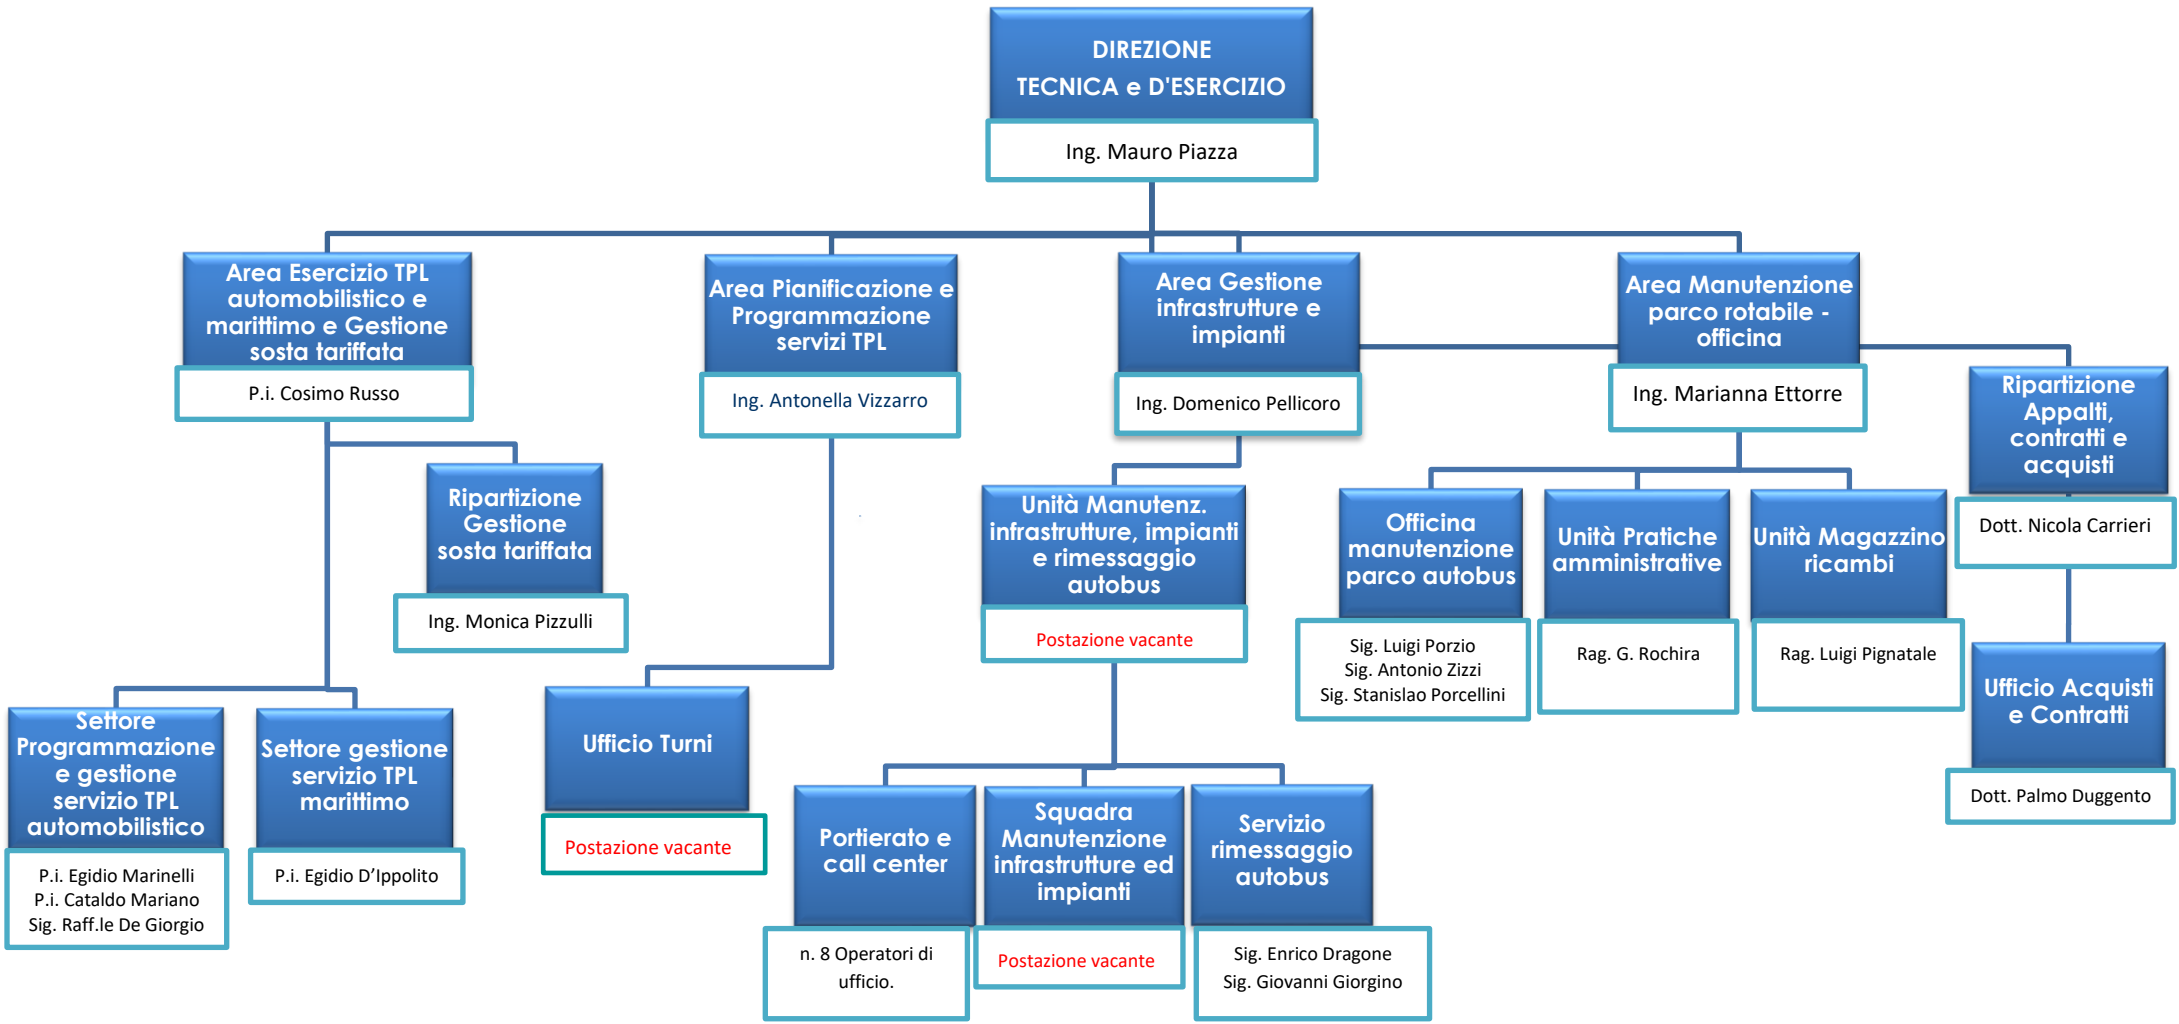 DIREZIONE
TECNICA e D'ESERCIZIO
Ing. Mauro Piazza
Area Esercizio TPL
automobilistico e
marittimo e Gestione
sosta tariffata
P.i. Cosimo Russo
Area Pianificazione e
Programmazione
servizi TPL
Ing. Antonella Vizzarro
Area Gestione
infrastrutture e
impianti
Ing. Domenico Pellicoro
Area Manutenzione
parco rotabile -
officina
Ing. Marianna Ettorre
Ripartizione
Appalti,
contratti e
acquisti
Dott. Nicola Carrieri
Ripartizione
Gestione
sosta tariffata
Ing. Monica Pizzulli
Unità Manutenz.
infrastrutture, impianti
e rimessaggio
autobus
Postazione vacante
Officina
manutenzione
parco autobus
Sig. Luigi Porzio
Sig. Antonio Zizzi
Sig. Stanislao Porcellini
Unità Pratiche
amministrative
Rag. G. Rochira
Unità Magazzino
ricambi
Rag. Luigi Pignatale
Ufficio Acquisti
e Contratti
Dott. Palmo Duggento
Settore
Programmazione
e gestione
servizio TPL
automobilistico
P.i. Egidio Marinelli
P.i. Cataldo Mariano
Sig. Raff.le De Giorgio
Settore gestione
servizio TPL
marittimo
P.i. Egidio D’Ippolito
Ufficio Turni
Postazione vacante
Portierato e
call center
n. 8 Operatori di
ufficio.
Squadra
Manutenzione
infrastrutture ed
impianti
Postazione vacante
Servizio
rimessaggio
autobus
Sig. Enrico Dragone
Sig. Giovanni Giorgino